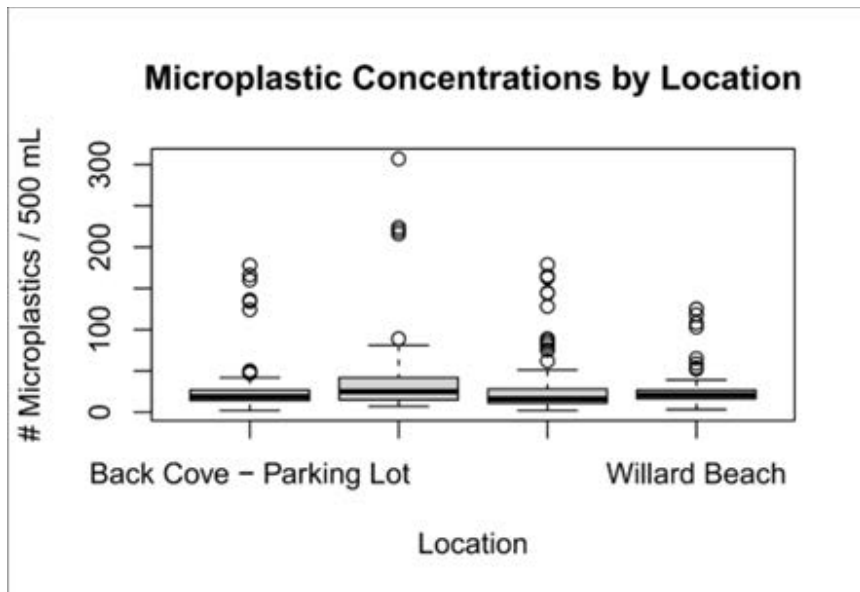 Microplastic Concentrations by Location
# Microplastics / 500 mL
300
200
100
0
Back Cove − Parking Lot
Willard Beach
Location